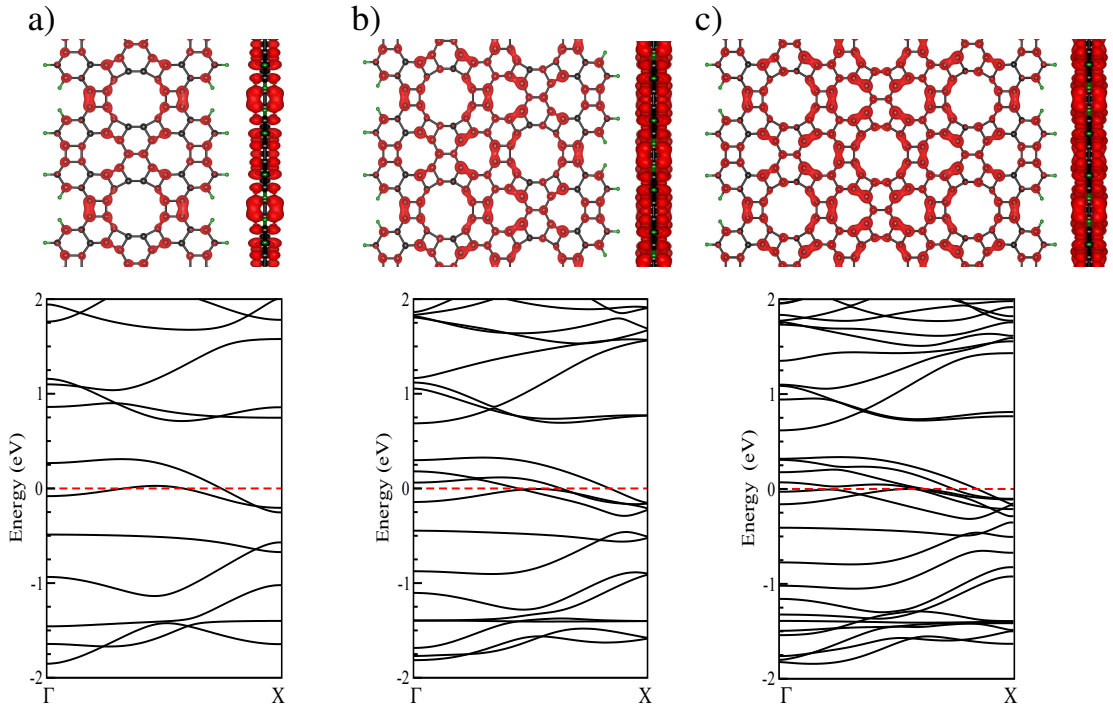 a) b) c)
2 2 2
1 1 1
0 0 0
-1 -1 -1
-2 -2 -2
Energy (eV) Energy (eV) Energy (eV)
Γ X Γ X Γ X